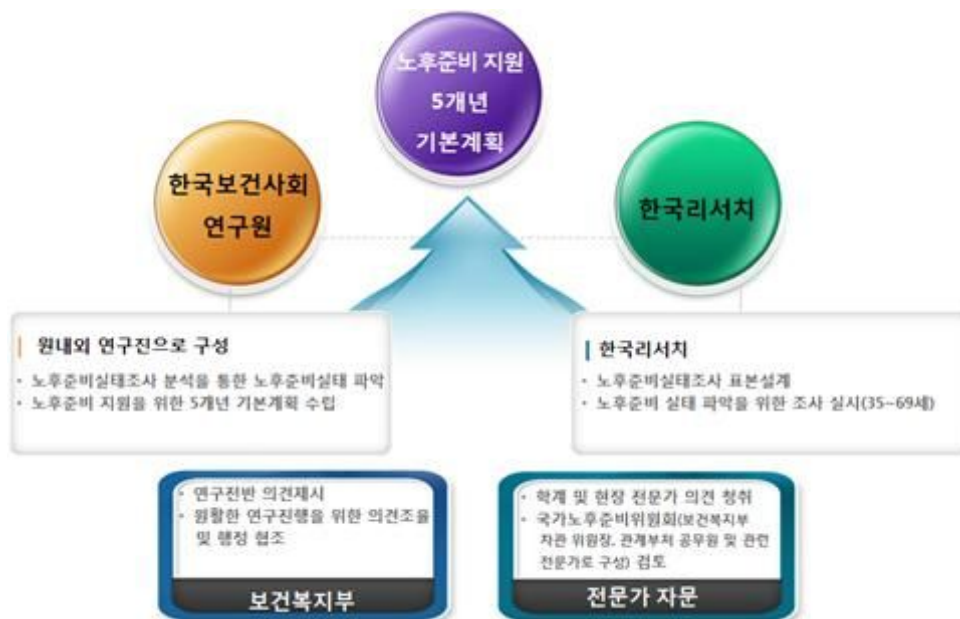 노후준비 지원
5개년
기본계획
한국보건사회
연구원
한국리서치
원내외 연구진으로 구성
· 노후준비실태조사 분석을 통한 노후준비실태 파악
· 노후준비 지원을 위한 5개년 기본계획 수립
한국리서치
· 노후준비실태조사 표본설계
· 노후준비 실태 파악을 위한 조사 실시(35~69세)
· 연구전반 의견제시
· 원활한 연구진행을 위한 의견조율
및 행정 협조
보건복지부
· 학계 및 현장 전문가 의견 청취
· 국가노후준비위원회(보건복지부
차관 위원장, 관계부처 공무원 및 관련
전문가로 구성) 검토
전문가 자문